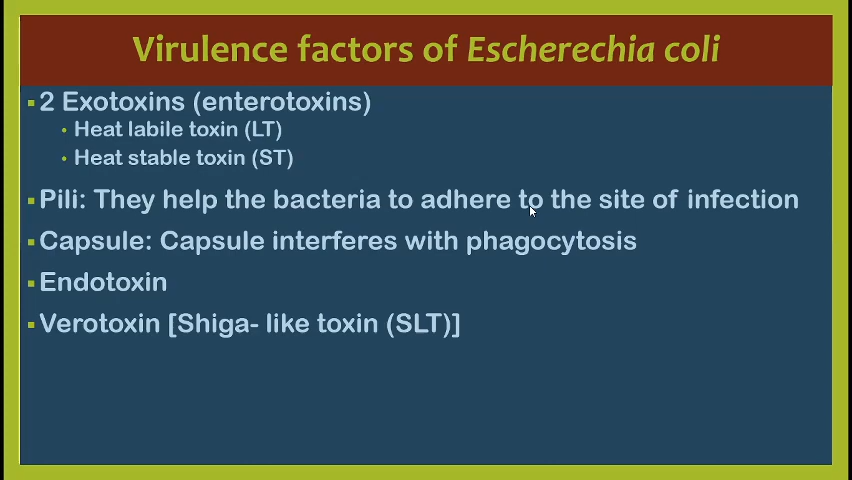 Virulence factors of Escherechia coli
▪2 Exotoxins (enterotoxins)
• Heat labile toxin (LT)
• Heat stable toxin (ST)
▪Pili: They help the bacteria to adhere to the site of infection
▪Capsule: Capsule interferes with phagocytosis
▪Endotoxin
▪Verotoxin [Shiga- like toxin (SLT)]